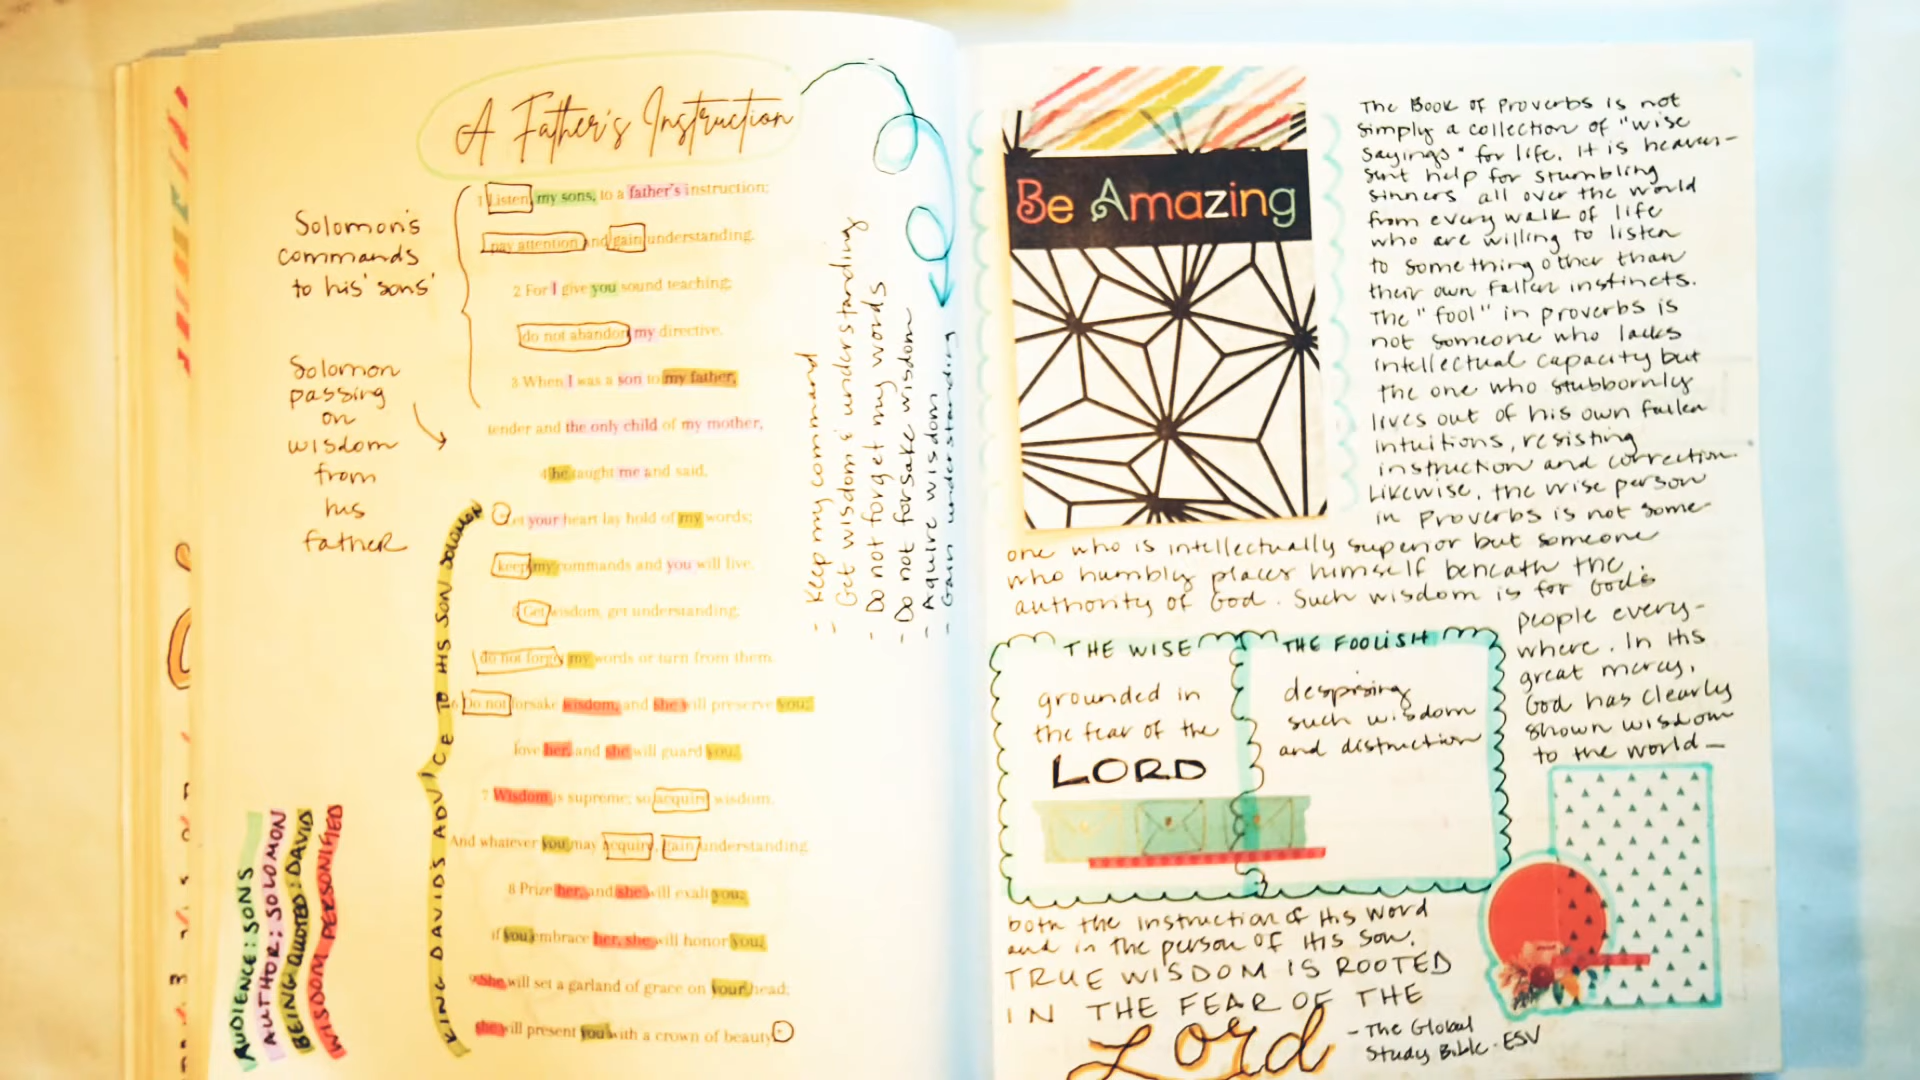 A Father's Instruction
1 Listen, my sons, to a father's instruction;
pay attention and gain understanding.
2 For I give you sound teaching;
do not abandon my directive.
3 When I was a son to my father,
tender and the only child of my mother,
4 he taught me and said,
Let your heart lay hold of my words;
keep my commands and you will live.
5 Get wisdom, get understanding;
do not forget my words or turn from them.
6 Do not forsake wisdom, and she will preserve you;
love her, and she will guard you.
7 Wisdom is supreme; so acquire wisdom.
And whatever you may acquire, gain understanding.
8 Prize her, and she will exalt you;
if you embrace her, she will honor you.
9 She will set a garland of grace on your head;
she will present you with a crown of beauty.
Solomon's
commands
to his 'sons'
Solomon
passing
on
wisdom
from
his
father
KING DAVID'S ADVICE TO HIS SON SOLOMON
AUDIENCE: SONS
AUTHOR: SOLOMON
BEING QUOTED: DAVID
WISDOM PERSONIFIED
- Keep my command
- Get wisdom & understanding
- Do not forget my words
- Do not forsake wisdom
- Aquire wisdom
- Gain understanding
Be Amazing
The Book of Proverbs is not
simply a collection of "wise
sayings" for life. It is heaven-
sent help for stumbling
sinners all over the world
from every walk of life
who are willing to listen
to something other than
their own fallen instincts.
The "fool" in proverbs is
not someone who lacks
intellectual capacity but
the one who stubbornly
lives out of his own fallen
intuitions, resisting
instruction and correction.
Likewise, the wise person
in Proverbs is not some-
one who is intellectually superior but someone
who humbly places himself beneath the
authority of God. Such wisdom is for God's
people every-
where. In His
great mercy,
God has clearly
shown wisdom
to the world—
THE WISE
grounded in
the fear of the
LORD
THE FOOLISH
despising
such wisdom
and distruction
both the instruction of His word
and in the person of His son.
TRUE WISDOM IS ROOTED
IN THE FEAR OF THE
Lord
- The Global
Study Bible · ESV